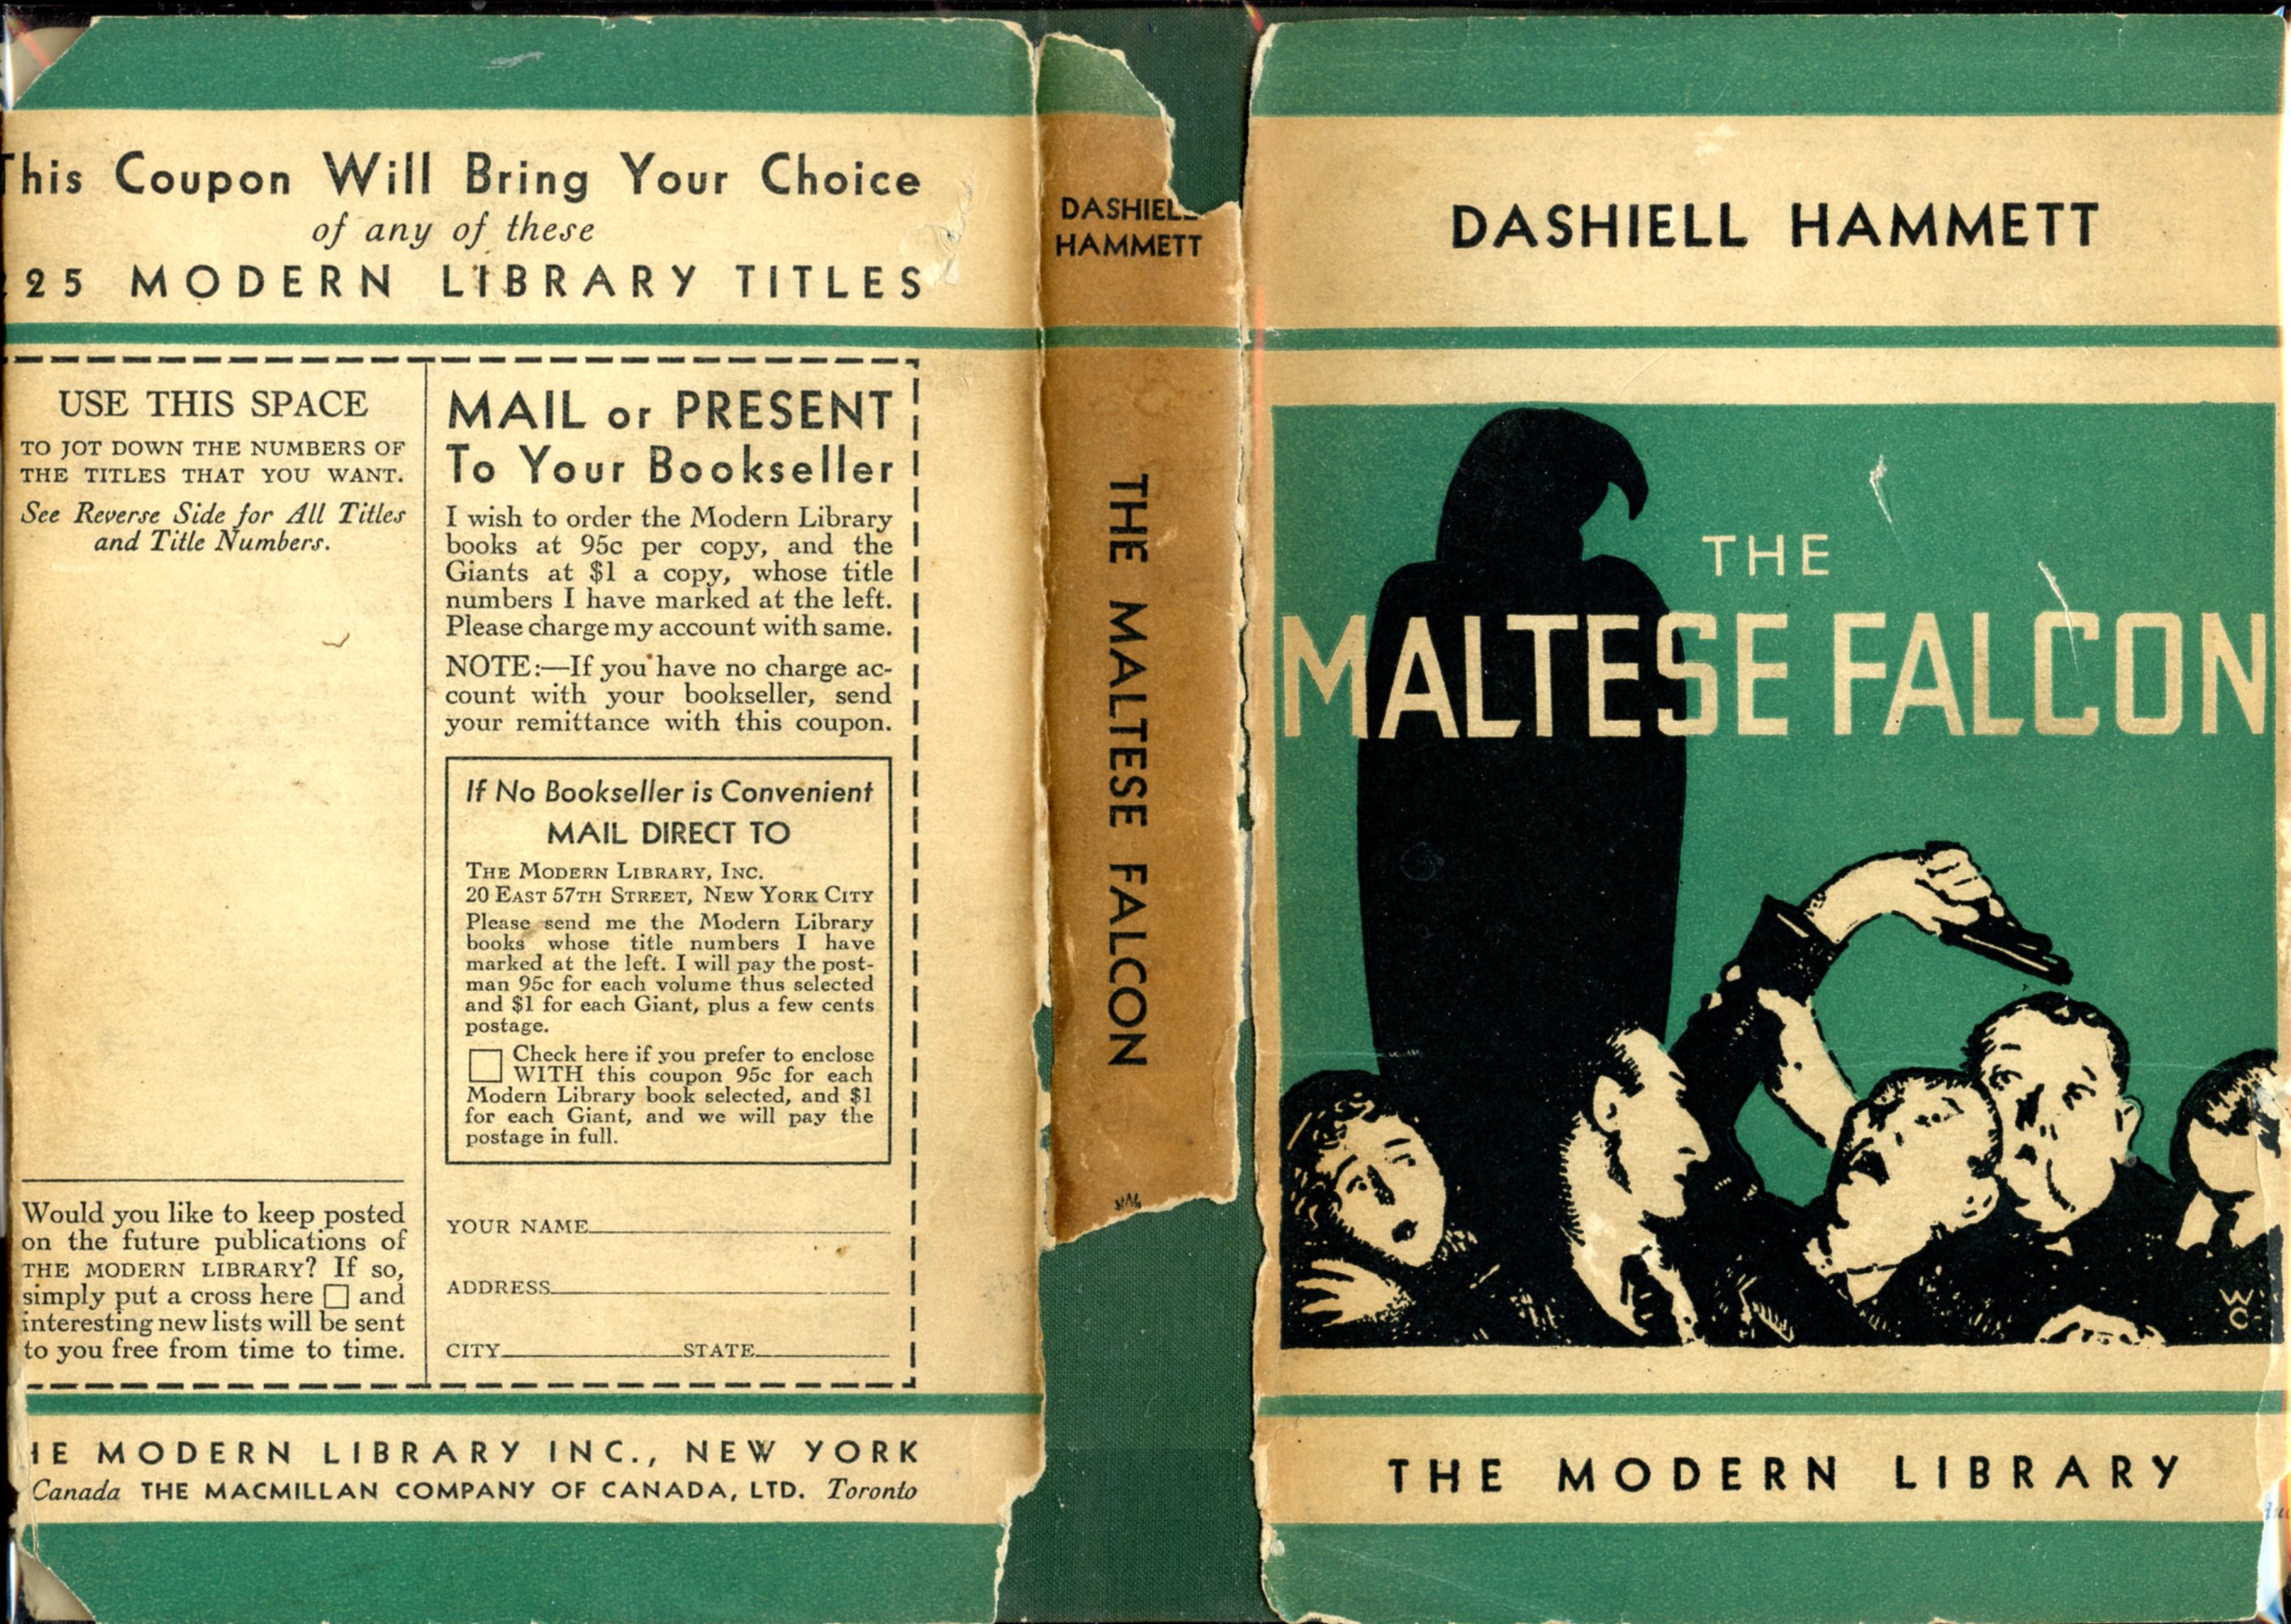 This Coupon Will Bring Your Choice
of any of these
25 MODERN LIBRARY TITLES
USE THIS SPACE
TO JOT DOWN THE NUMBERS OF
THE TITLES THAT YOU WANT.
See Reverse Side for All Titles
and Title Numbers.
Would you like to keep posted
on the future publications of
THE MODERN LIBRARY? If so,
simply put a cross here and
interesting new lists will be sent
to you free from time to time.
MAIL or PRESENT
To Your Bookseller
I wish to order the Modern Library
books at 95c per copy, and the
Giants at $1 a copy, whose title
numbers I have marked at the left.
Please charge my account with same.
NOTE:—If you have no charge ac-
count with your bookseller, send
your remittance with this coupon.
If No Bookseller is Convenient
MAIL DIRECT TO
THE MODERN LIBRARY, INC.
20 EAST 57TH STREET, NEW YORK CITY
Please send me the Modern Library
books whose title numbers I have
marked at the left. I will pay the post-
man 95c for each volume thus selected
and $1 for each Giant, plus a few cents
postage.
Check here if you prefer to enclose
WITH this coupon 95c for each
Modern Library book selected, and $1
for each Giant, and we will pay the
postage in full.
YOUR NAME
ADDRESS
CITY STATE
MODERN LIBRARY INC., NEW YORK
Canada THE MACMILLAN COMPANY OF CANADA, LTD. Toronto
DASHIELL
HAMMETT
THE MALTESE FALCON
DASHIELL HAMMETT
THE
MALTESE FALCON
WC
THE MODERN LIBRARY